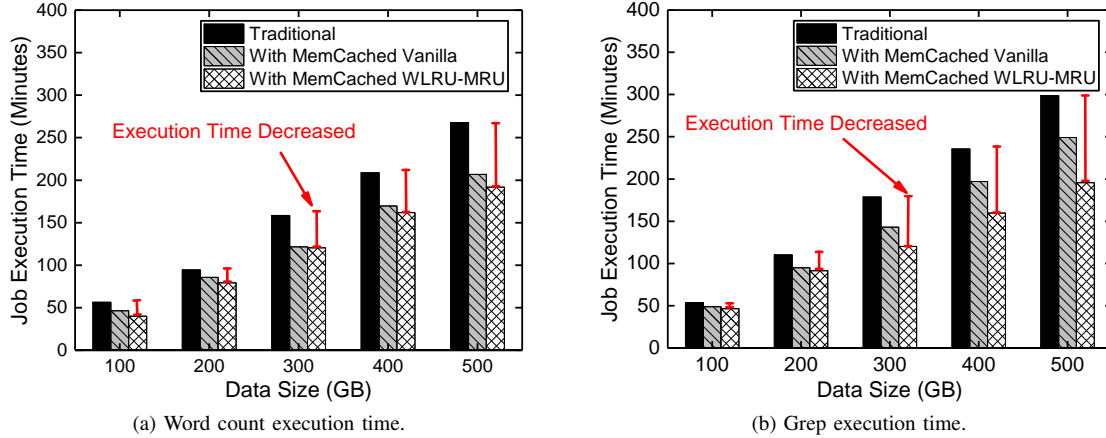 400
350
300
250
200
150
100
50
0
Job Execution Time (Minutes)
Traditional
With MemCached Vanilla
With MemCached WLRU-MRU
Execution Time Decreased
100 200 300 400 500
Data Size (GB)
(a) Word count execution time.
400
350
300
250
200
150
100
50
0
Job Execution Time (Minutes)
Traditional
With MemCached Vanilla
With MemCached WLRU-MRU
Execution Time Decreased
100 200 300 400 500
Data Size (GB)
(b) Grep execution time.